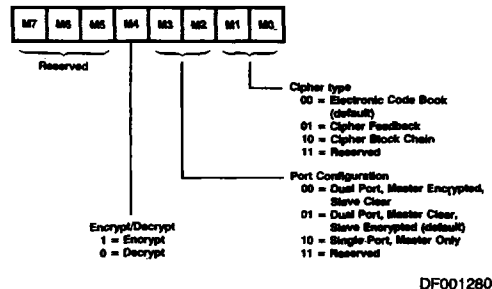 M7 M6 M5 M4 M3 M2 M1 M0
Reserved
Cipher type
00 = Electronic Code Book
(default)
01 = Cipher Feedback
10 = Cipher Block Chain
11 = Reserved
Port Configuration
00 = Dual Port, Master Encrypted,
Slave Clear
01 = Dual Port, Master Clear,
Slave Encrypted (default)
10 = Single-Port, Master Only
11 = Reserved
Encrypt/Decrypt
1 = Encrypt
0 = Decrypt
DF001280